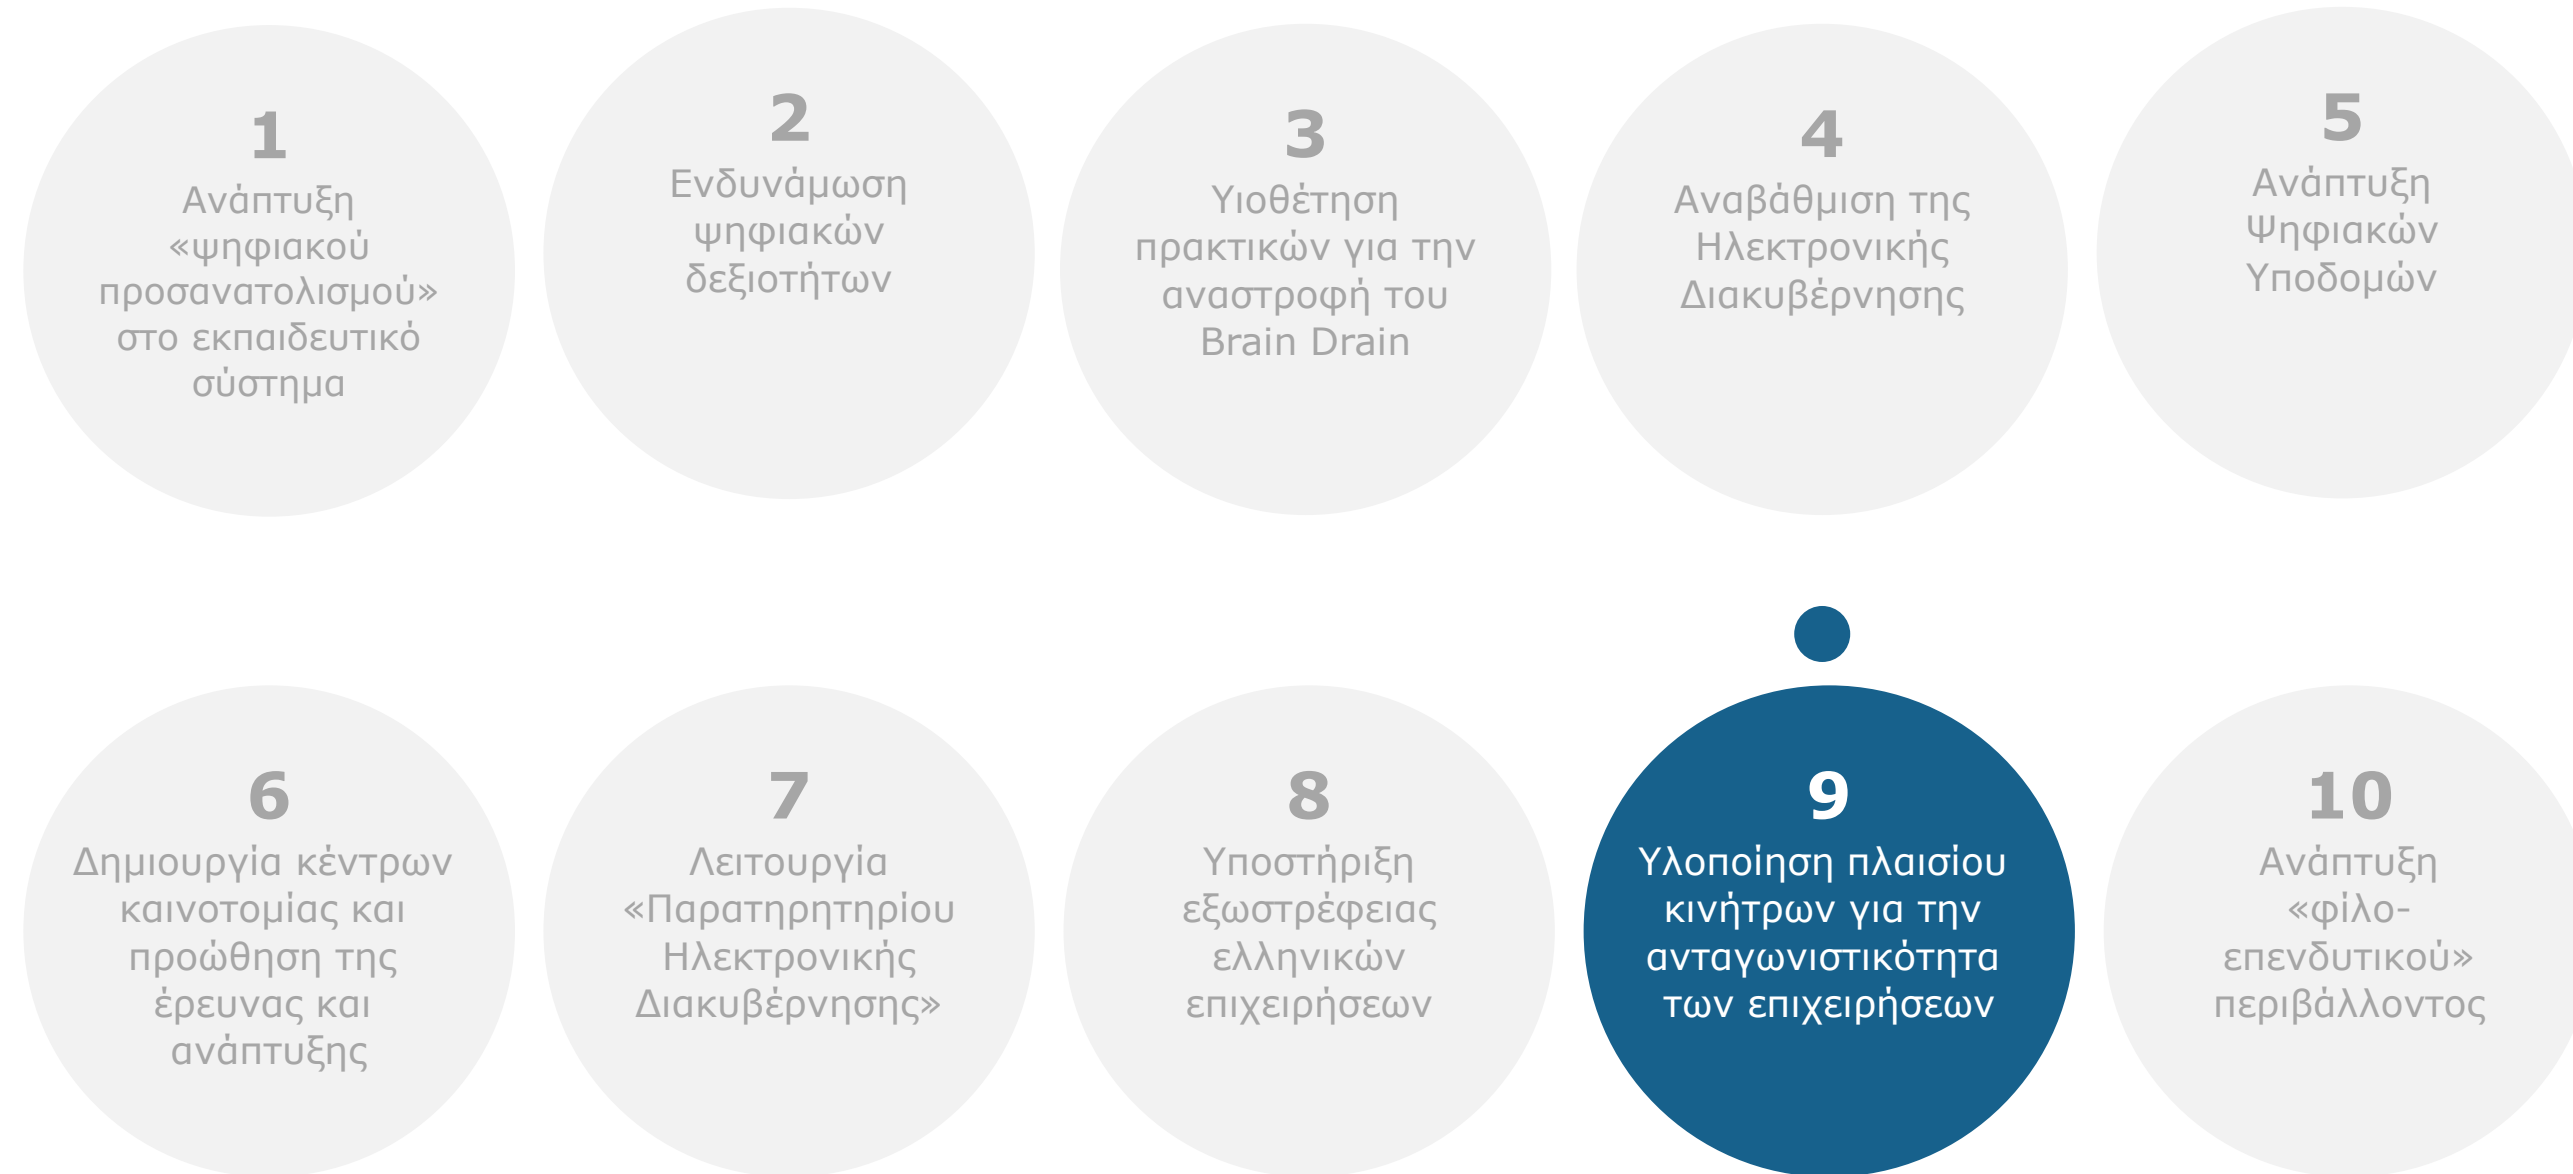 1
Ανάπτυξη
«ψηφιακού
προσανατολισμού»
στο εκπαιδευτικό
σύστημα
2
Ενδυνάμωση
ψηφιακών
δεξιοτήτων
3
Υιοθέτηση
πρακτικών για την
αναστροφή του
Brain Drain
4
Αναβάθμιση της
Ηλεκτρονικής
Διακυβέρνησης
5
Ανάπτυξη
Ψηφιακών
Υποδομών
6
Δημιουργία κέντρων
καινοτομίας και
προώθηση της
έρευνας και
ανάπτυξης
7
Λειτουργία
«Παρατηρητηρίου
Ηλεκτρονικής
Διακυβέρνησης»
8
Υποστήριξη
εξωστρέφειας
ελληνικών
επιχειρήσεων
9
Υλοποίηση πλαισίου
κινήτρων για την
ανταγωνιστικότητα
των επιχειρήσεων
10
Ανάπτυξη
«φίλο-
επενδυτικού»
περιβάλλοντος